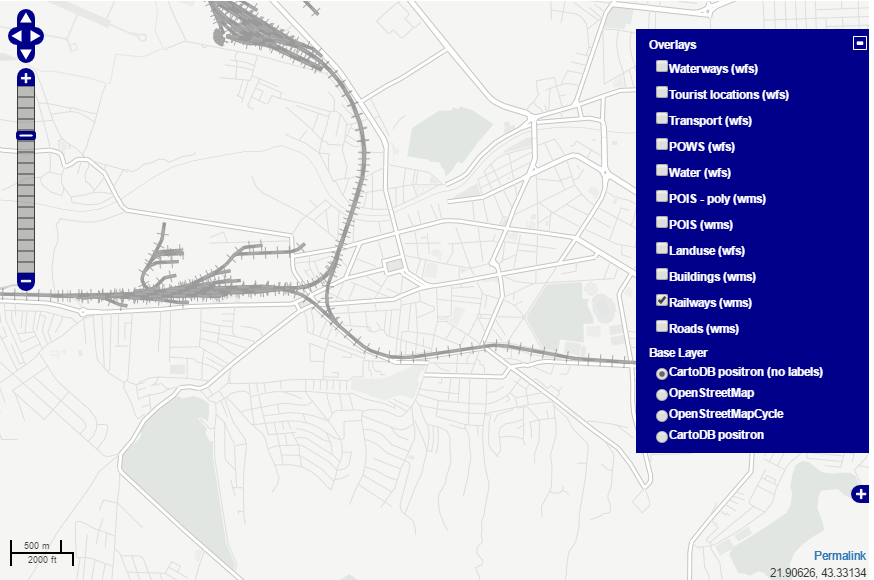 Overlays
Waterways (wfs)
Tourist locations (wfs)
Transport (wfs)
POWS (wfs)
Water (wfs)
POIS - poly (wms)
POIS (wms)
Landuse (wfs)
Buildings (wms)
Railways (wms)
Roads (wms)
Base Layer
CartoDB positron (no labels)
OpenStreetMap
OpenStreetMapCycle
CartoDB positron
500 m
2000 ft
Permalink
21.90626, 43.33134